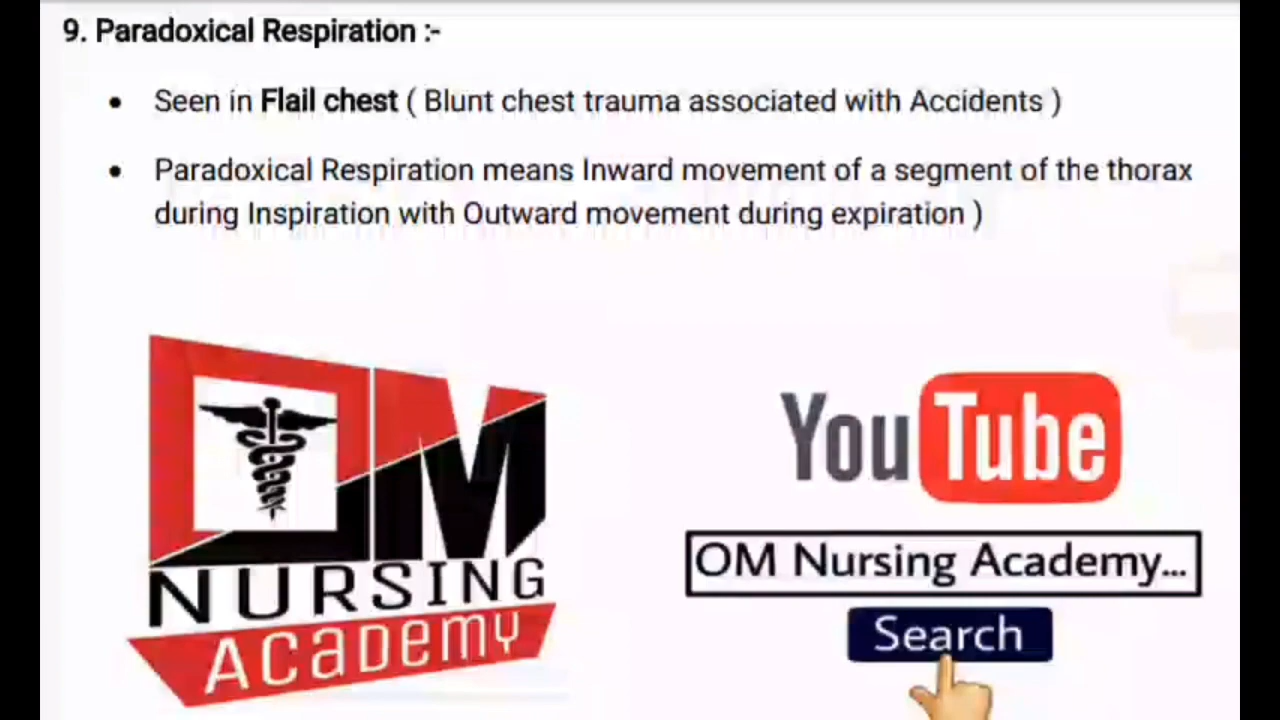 9. Paradoxical Respiration :-
• Seen in Flail chest ( Blunt chest trauma associated with Accidents )
• Paradoxical Respiration means Inward movement of a segment of the thorax
during Inspiration with Outward movement during expiration )
OM
NURSING
ACADEMY
YouTube
OM Nursing Academy...
Search